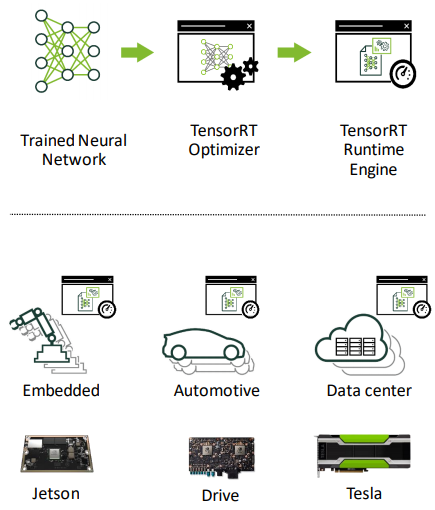 Trained Neural
Network
TensorRT
Optimizer
TensorRT
Runtime
Engine
Embedded
Automotive
Data center
Jetson
Drive
Tesla